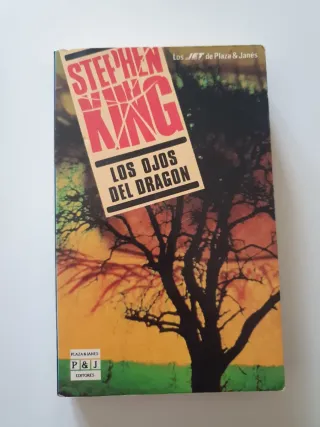 Los JET de Plaza & Janés
STEPHEN
KING
LOS OJOS
DEL DRAGON
PLAZA & JANES
P & J
EDITORES